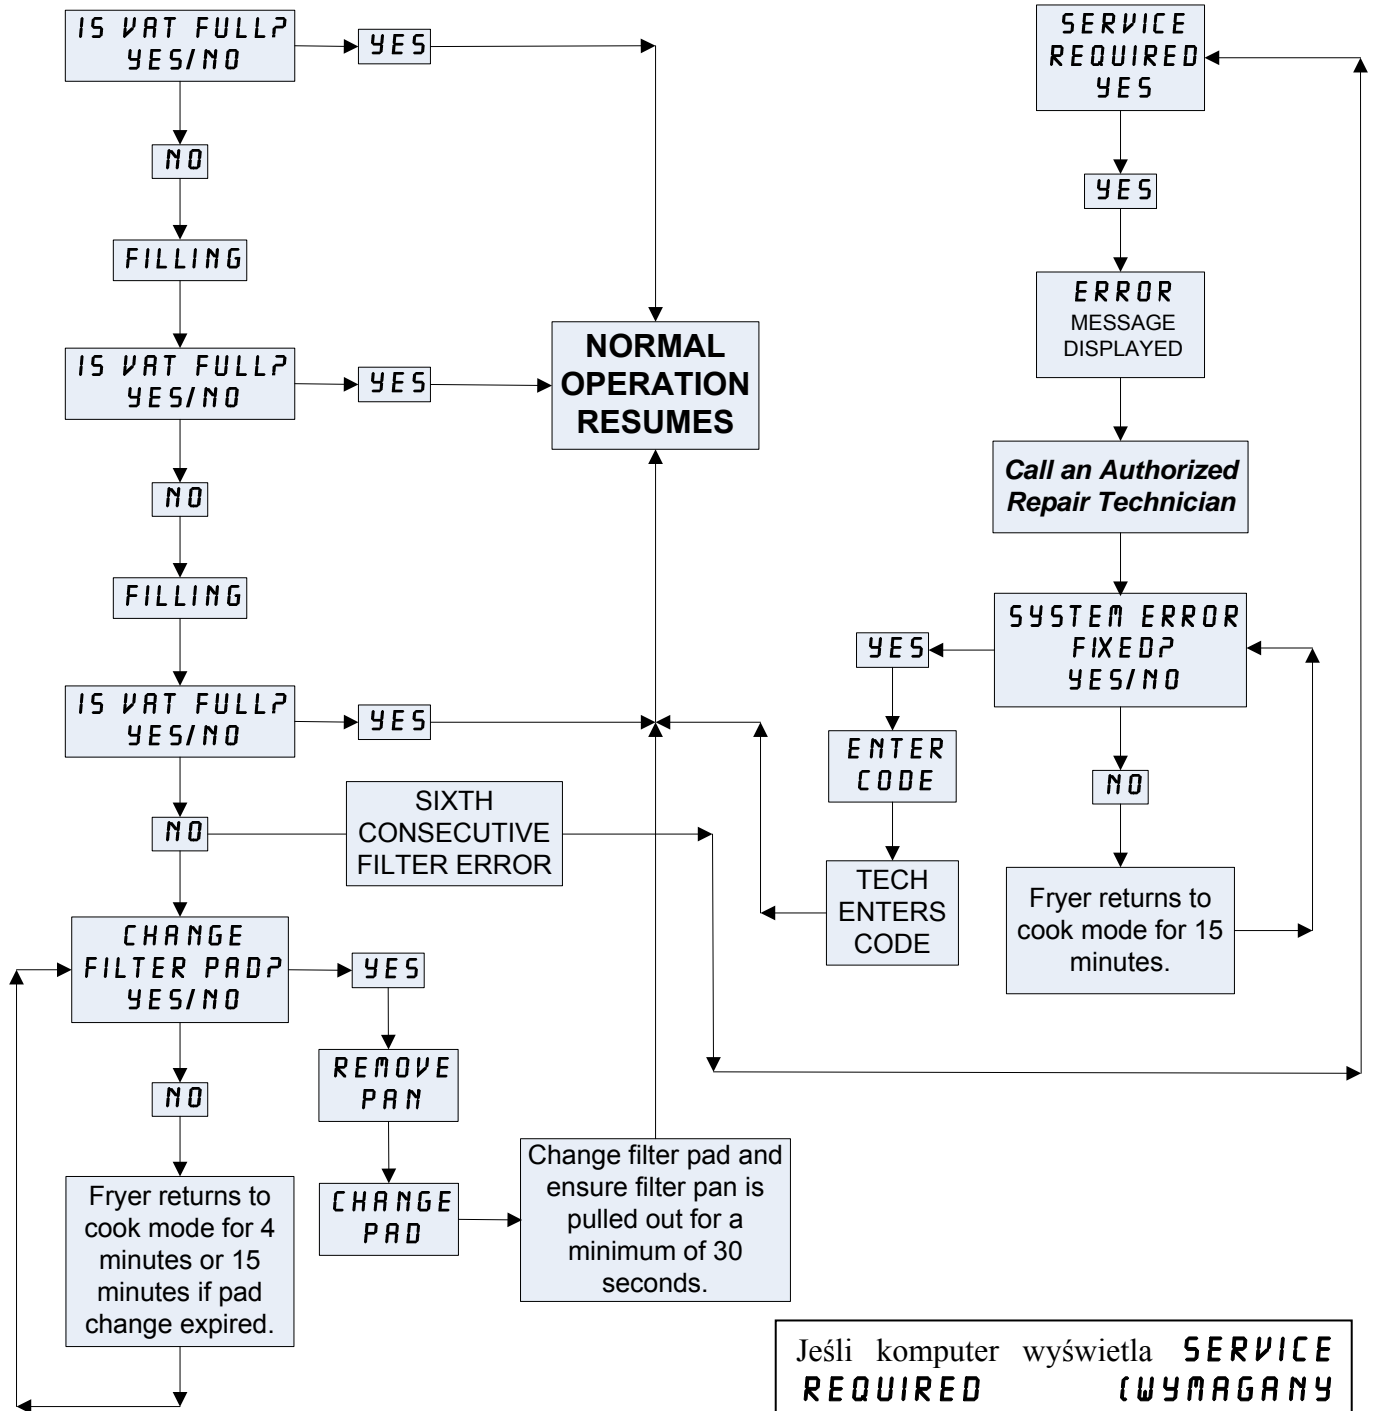 IS VAT FULL?
YES/NO
YES
NO
FILLING
IS VAT FULL?
YES/NO
YES
NO
FILLING
IS VAT FULL?
YES/NO
YES
NO
SIXTH
CONSECUTIVE
FILTER ERROR
CHANGE
FILTER PAD?
YES/NO
YES
NO
REMOVE
PAN
CHANGE
PAD
Fryer returns to
cook mode for 4
minutes or 15
minutes if pad
change expired.
Change filter pad and
ensure filter pan is
pulled out for a
minimum of 30
seconds.
NORMAL
OPERATION
RESUMES
SERVICE
REQUIRED
YES
YES
ERROR
MESSAGE
DISPLAYED
Call an Authorized
Repair Technician
SYSTEM ERROR
FIXED?
YES/NO
YES
ENTER
CODE
TECH
ENTERS
CODE
NO
Fryer returns to
cook mode for 15
minutes.
Jeśli komputer wyświetla SERVICE
REQUIRED (WYMAGANY